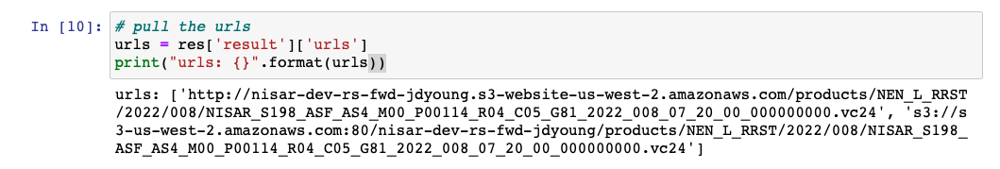 In [10]: # pull the urls
urls = res['result']['urls']
print("urls: {}".format(urls))
urls: ['http://nisar-dev-rs-fwd-jdyoung.s3-website-us-west-2.amazonaws.com/products/NEN_L_RRST
/2022/008/NISAR_S198_ASF_AS4_M00_P00114_R04_C05_G81_2022_008_07_20_00_000000000.vc24', 's3://s
3-us-west-2.amazonaws.com:80/nisar-dev-rs-fwd-jdyoung/products/NEN_L_RRST/2022/008/NISAR_S198_
ASF_AS4_M00_P00114_R04_C05_G81_2022_008_07_20_00_000000000.vc24']